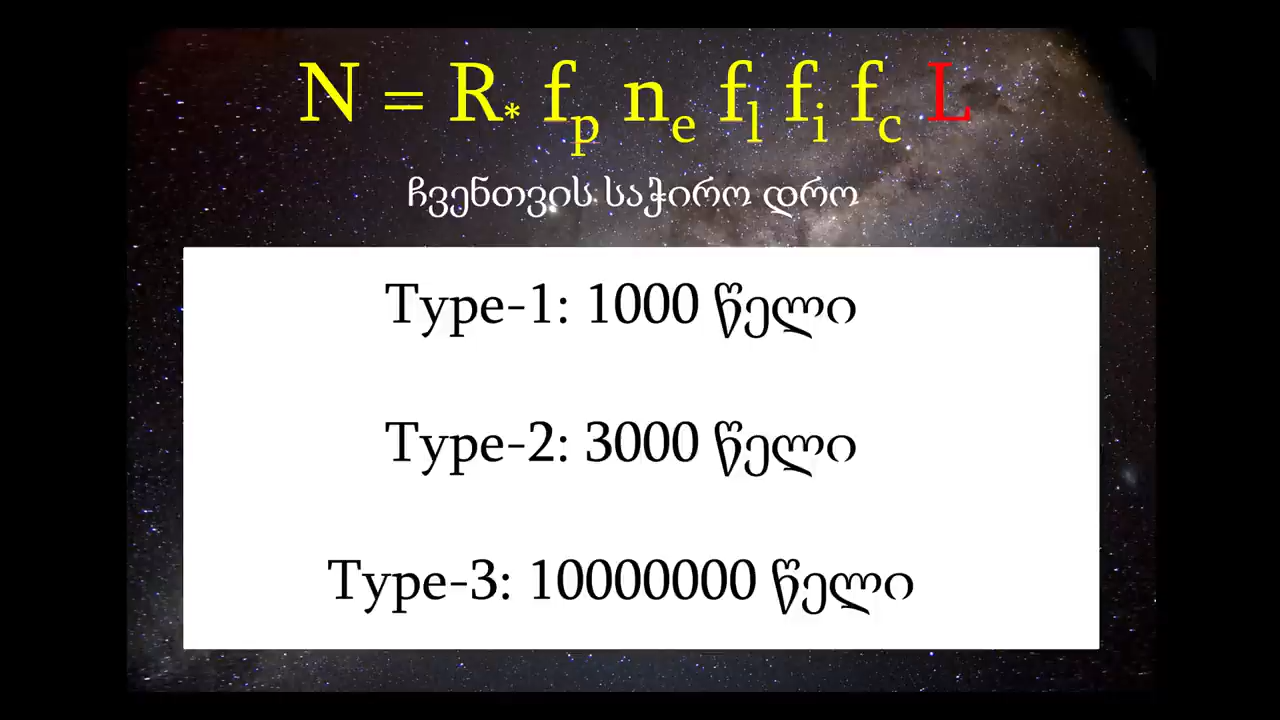 N = R* fp ne fl fi fc L
ჩვენთვის საჭირო დრო
Type-1: 1000 წელი
Type-2: 3000 წელი
Type-3: 10000000 წელი